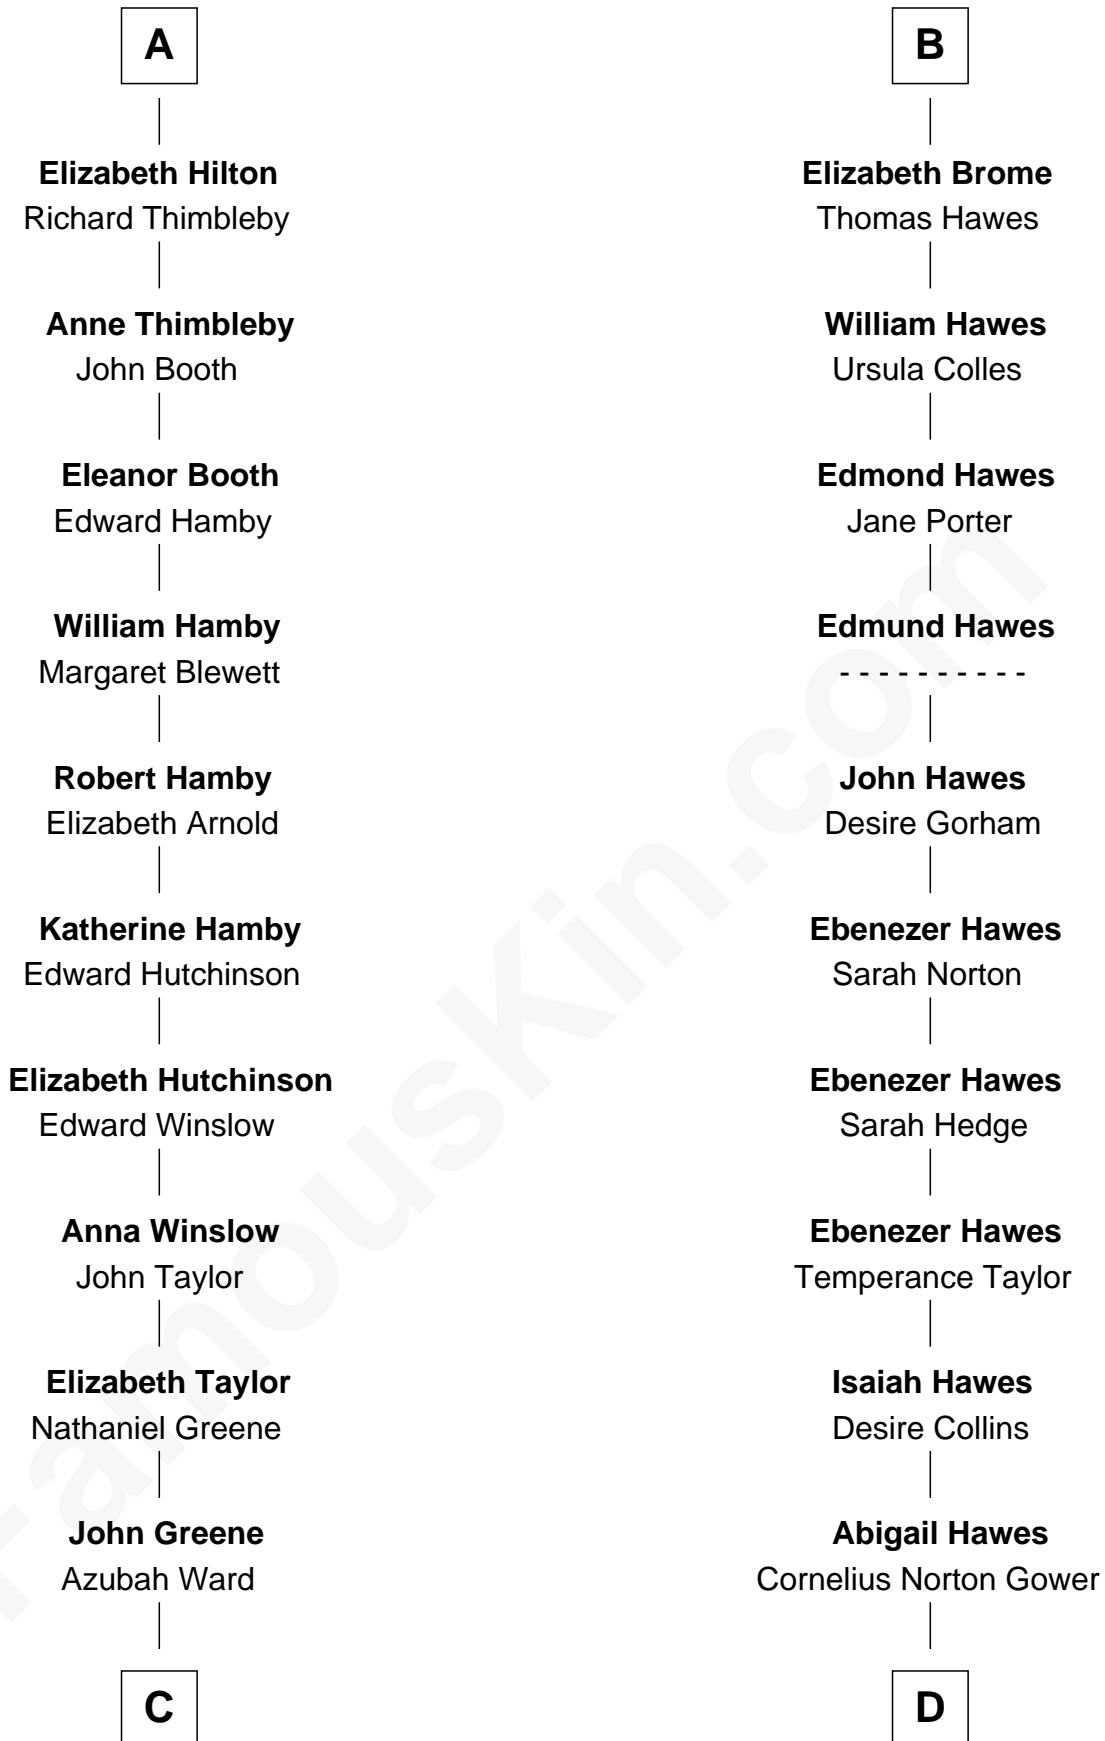 A
Elizabeth Hilton
Richard Thimbleby
Anne Thimbleby
John Booth
Eleanor Booth
Edward Hamby
William Hamby
Margaret Blewett
Robert Hamby
Elizabeth Arnold
Katherine Hamby
Edward Hutchinson
Elizabeth Hutchinson
Edward Winslow
Anna Winslow
John Taylor
Elizabeth Taylor
Nathaniel Greene
John Greene
Azubah Ward
C
B
Elizabeth Brome
Thomas Hawes
William Hawes
Ursula Colles
Edmond Hawes
Jane Porter
Edmund Hawes
- - - - - - - - - -
John Hawes
Desire Gorham
Ebenezer Hawes
Sarah Norton
Ebenezer Hawes
Sarah Hedge
Ebenezer Hawes
Temperance Taylor
Isaiah Hawes
Desire Collins
Abigail Hawes
Cornelius Norton Gower
D
FamousKin.com